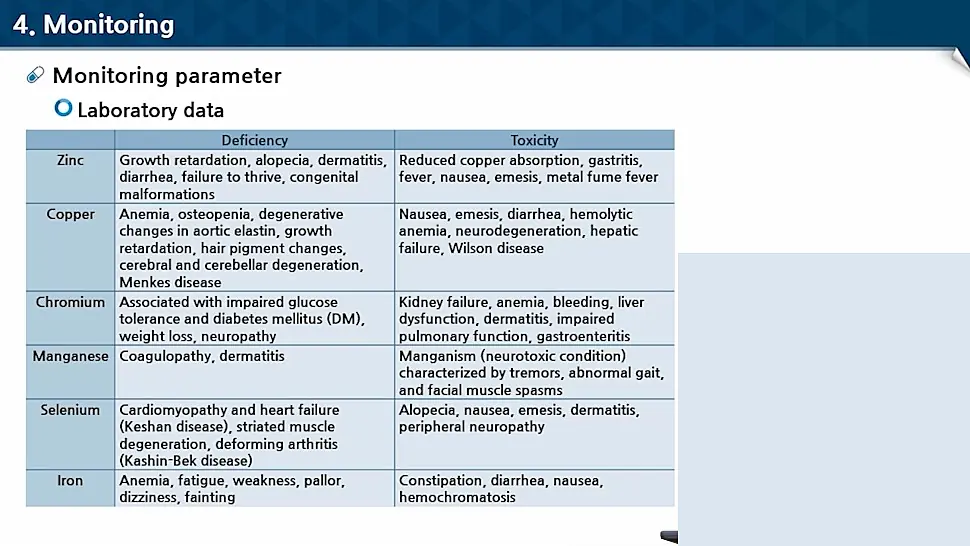 4. Monitoring
Monitoring parameter
Laboratory data
Deficiency Toxicity
Zinc
Growth retardation, alopecia, dermatitis,
diarrhea, failure to thrive, congenital
malformations
Reduced copper absorption, gastritis,
fever, nausea, emesis, metal fume fever
Copper
Anemia, osteopenia, degenerative
changes in aortic elastin, growth
retardation, hair pigment changes,
cerebral and cerebellar degeneration,
Menkes disease
Nausea, emesis, diarrhea, hemolytic
anemia, neurodegeneration, hepatic
failure, Wilson disease
Chromium
Associated with impaired glucose
tolerance and diabetes mellitus (DM),
weight loss, neuropathy
Kidney failure, anemia, bleeding, liver
dysfunction, dermatitis, impaired
pulmonary function, gastroenteritis
Manganese
Coagulopathy, dermatitis
Manganism (neurotoxic condition)
characterized by tremors, abnormal gait,
and facial muscle spasms
Selenium
Cardiomyopathy and heart failure
(Keshan disease), striated muscle
degeneration, deforming arthritis
(Kashin-Bek disease)
Alopecia, nausea, emesis, dermatitis,
peripheral neuropathy
Iron
Anemia, fatigue, weakness, pallor,
dizziness, fainting
Constipation, diarrhea, nausea,
hemochromatosis